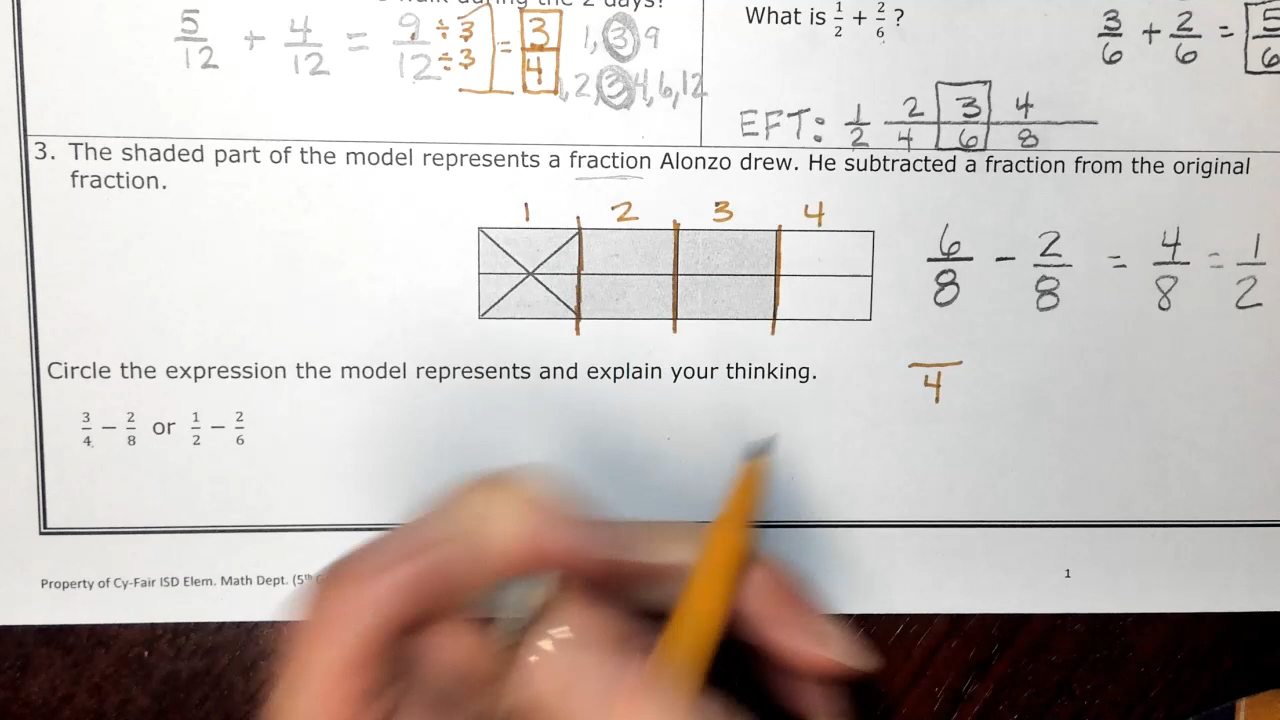 5/12 + 4/12 = 9÷3/12÷3 = 3/4 1, 3, 9
2, 3, 4, 6, 12
What is 1/2 + 2/6 ?
3/6 + 2/6 = 5/6
EFT: 1/2 2/4 3/6 4/8
3. The shaded part of the model represents a fraction Alonzo drew. He subtracted a fraction from the original
fraction.
1 2 3 4
6/8 - 2/8 = 4/8 = 1/2
Circle the expression the model represents and explain your thinking.
4
3/4 − 2/8 or 1/2 − 2/6
Property of Cy-Fair ISD Elem. Math Dept. (5th
1